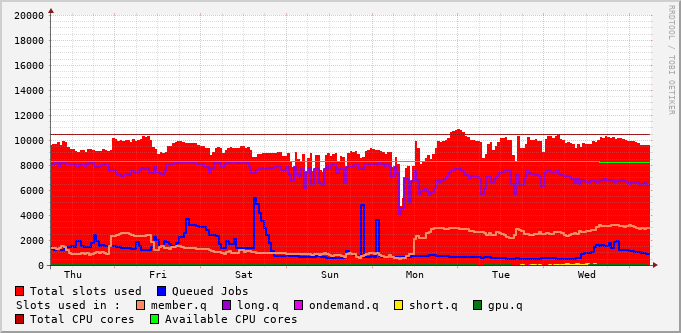 20000
18000
16000
14000
12000
10000
8000
6000
4000
2000
0
Thu Fri Sat Sun Mon Tue Wed
Total slots used Queued Jobs
Slots used in : member.q long.q ondemand.q short.q gpu.q
Total CPU cores Available CPU cores
RRDTOOL / TOBI OETIKER